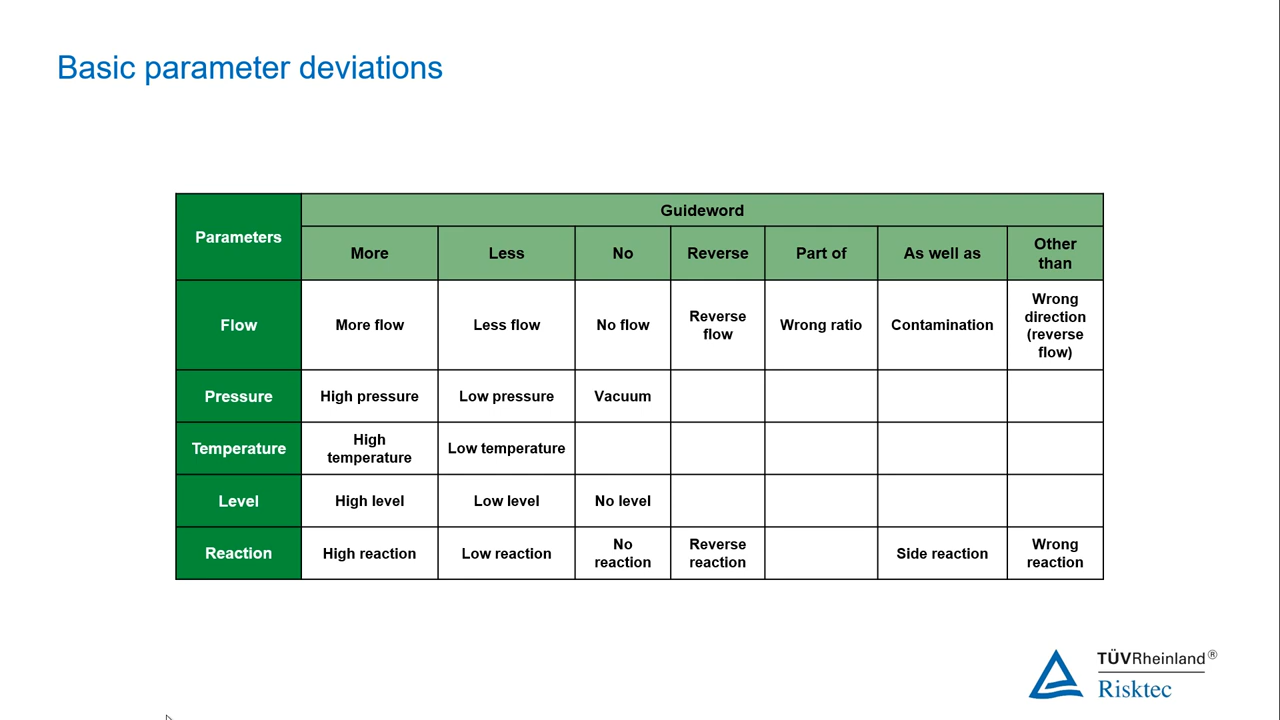 Basic parameter deviations
Parameters
Guideword
More
Less
No
Reverse
Part of
As well as
Other
than
Flow
More flow
Less flow
No flow
Reverse
flow
Wrong ratio
Contamination
Wrong
direction
(reverse
flow)
Pressure
High pressure
Low pressure
Vacuum
Temperature
High
temperature
Low temperature
Level
High level
Low level
No level
Reaction
High reaction
Low reaction
No
reaction
Reverse
reaction
Side reaction
Wrong
reaction
TÜVRheinland®
Risktec